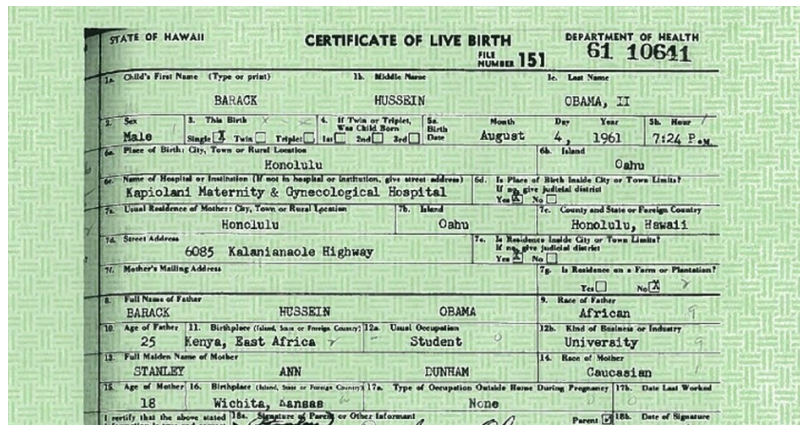 STATE OF HAWAII CERTIFICATE OF LIVE BIRTH DEPARTMENT OF HEALTH
FILE NUMBER 151 61 10641
1a. Child's First Name (Type or print) 1b. Middle Name 1c. Last Name
BARACK HUSSEIN OBAMA, II
2. Sex 3. This Birth 4. If Twin or Triplet, Was Child Born 5a. Birth Date Month Day Year 5b. Hour
Male Single X Twin Triplet 1st 2nd 3rd August 4, 1961 7:24 P.M.
6a. Place of Birth: City, Town or Rural Location 6b. Island
Honolulu Oahu
6c. Name of Hospital or Institution (If not in hospital or institution, give street address) 6d. Is Place of Birth Inside City or Town Limits? If no, give judicial district
Kapiolani Maternity & Gynecological Hospital Yes X No
7a. Usual Residence of Mother: City, Town or Rural Location 7b. Island 7c. County and State or Foreign Country
Honolulu Oahu Honolulu, Hawaii
7d. Street Address 7e. Is Residence Inside City or Town Limits? If no, give judicial district
6085 Kalanianaole Highway Yes X No
7f. Mother's Mailing Address 7g. Is Residence on a Farm or Plantation?
Yes No X
8. Full Name of Father 9. Race of Father
BARACK HUSSEIN OBAMA African
10. Age of Father 11. Birthplace (Island, State or Foreign Country) 12a. Usual Occupation 12b. Kind of Business or Industry
25 Kenya, East Africa Student University
13. Full Maiden Name of Mother 14. Race of Mother
STANLEY ANN DUNHAM Caucasian
15. Age of Mother 16. Birthplace (Island, State or Foreign Country) 17a. Type of Occupation Outside Home During Pregnancy 17b. Date Last Worked
18 Wichita, Kansas None
I certify that the above stated 18a. Signature of Parent or Other Informant Parent 18b. Date of Signature